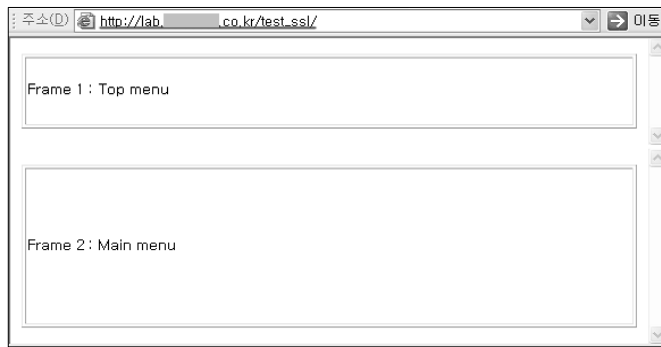 주소(D) http://lab. .co.kr/test_ssl/ 이동
Frame 1 : Top menu
Frame 2 : Main menu